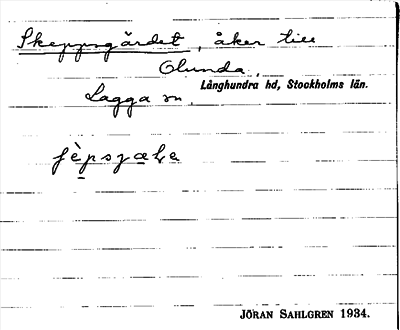 Skeppsgärdet, åker till
Olunda,
Långhundra hd, Stockholms län.
Lagga sn.
JÖRAN SAHLGREN 1934.